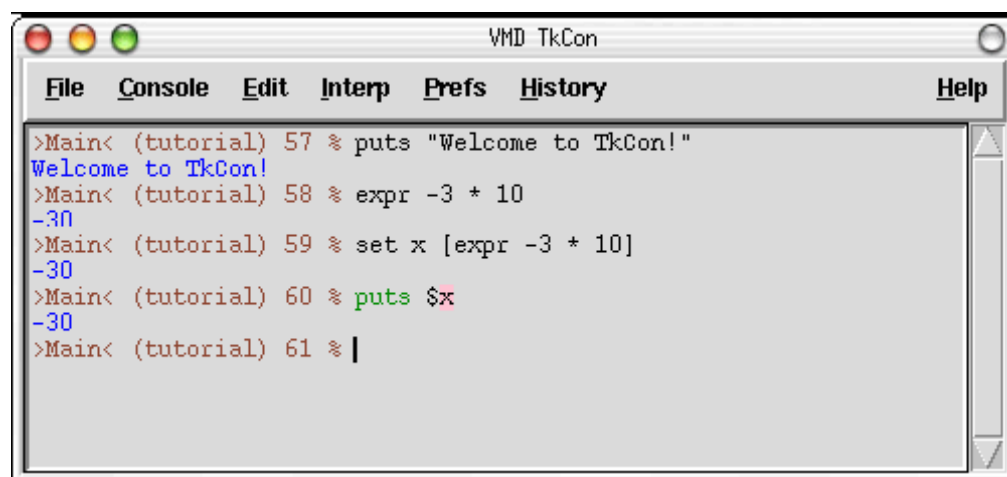 VMD TkCon
File Console Edit Interp Prefs History Help
>Main< (tutorial) 57 % puts "Welcome to TkCon!"
Welcome to TkCon!
>Main< (tutorial) 58 % expr -3 * 10
-30
>Main< (tutorial) 59 % set x [expr -3 * 10]
-30
>Main< (tutorial) 60 % puts $x
-30
>Main< (tutorial) 61 %